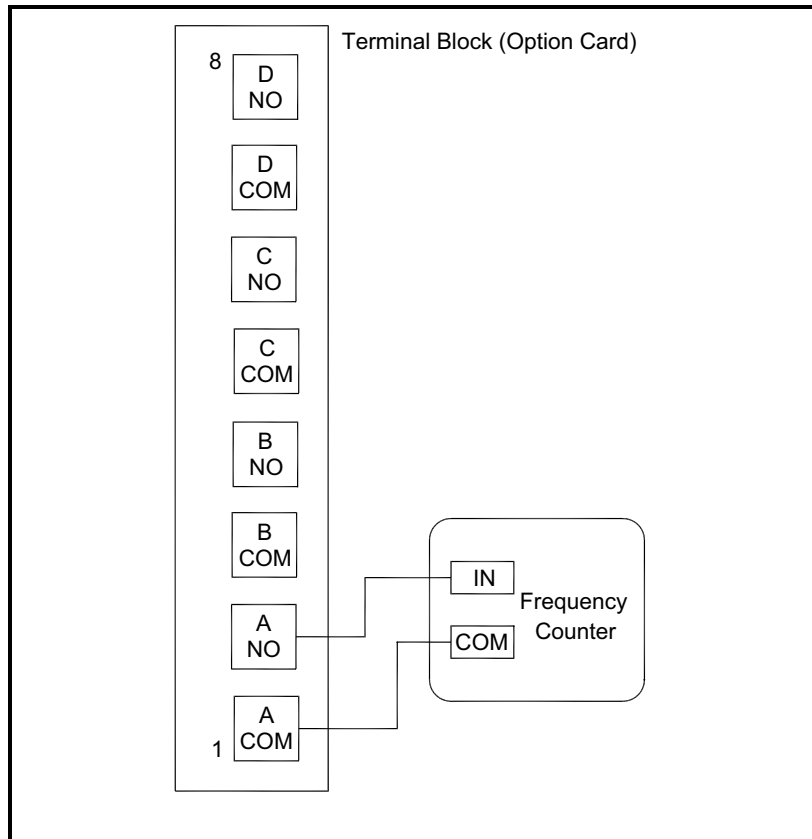 Terminal Block (Option Card)
8
D
NO
D
COM
C
NO
C
COM
B
NO
B
COM
A
NO
A
COM
1
IN
COM
Frequency
Counter